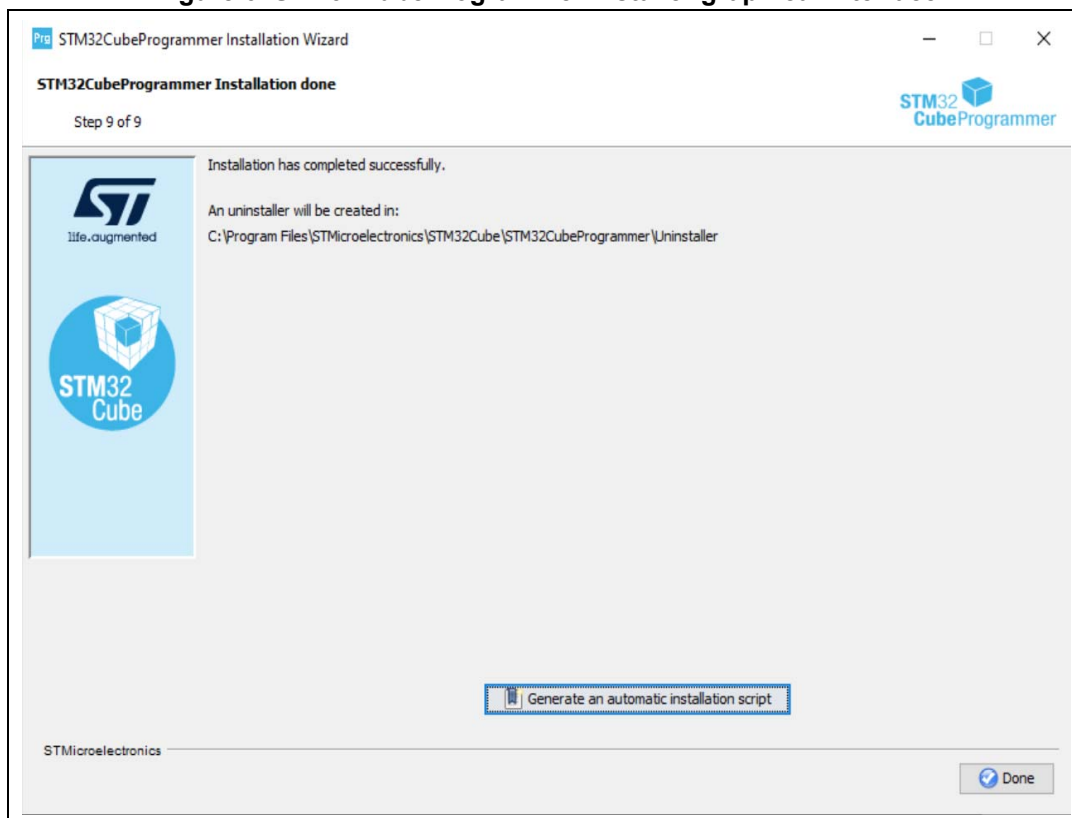 Prg STM32CubeProgrammer Installation Wizard
STM32CubeProgrammer Installation done
Step 9 of 9
STM32
CubeProgrammer
Installation has completed successfully.
An uninstaller will be created in:
C:\Program Files\STMicroelectronics\STM32Cube\STM32CubeProgrammer\Uninstaller
ST
life.augmented
STM32
Cube
Generate an automatic installation script
STMicroelectronics
Done